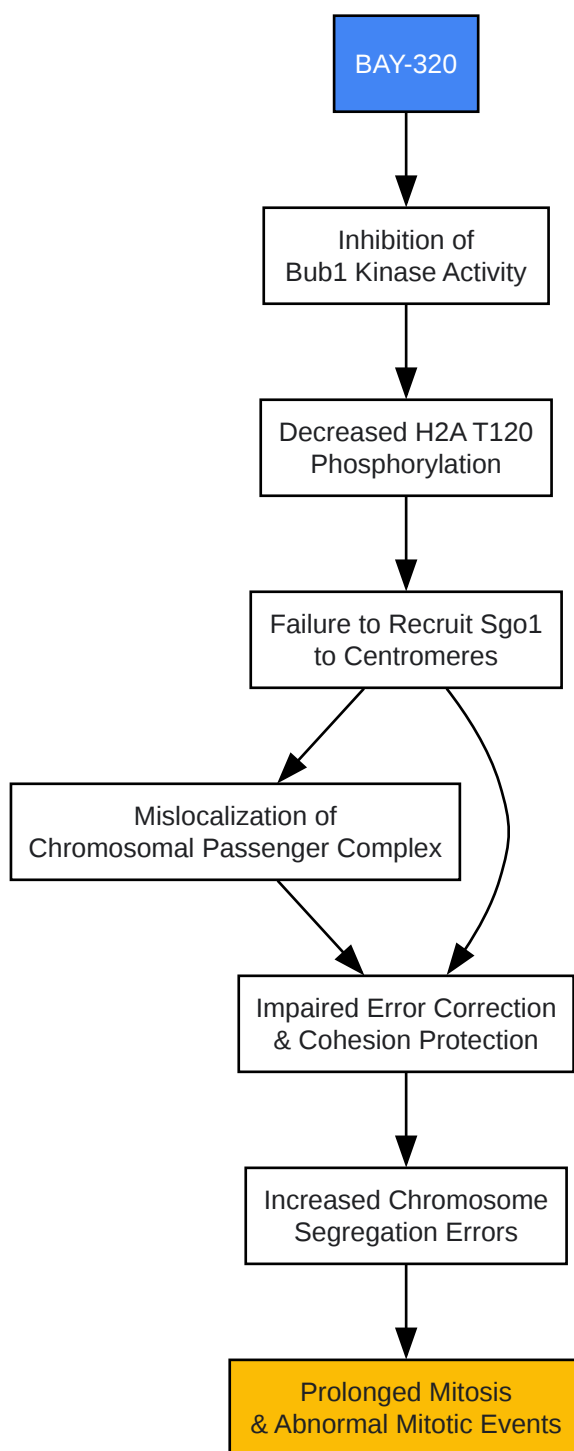 BAY-320
Inhibition of
Bub1 Kinase Activity
Decreased H2A T120
Phosphorylation
Failure to Recruit Sgo1
to Centromeres
Mislocalization of
Chromosomal Passenger Complex
Impaired Error Correction
& Cohesion Protection
Increased Chromosome
Segregation Errors
Prolonged Mitosis
& Abnormal Mitotic Events